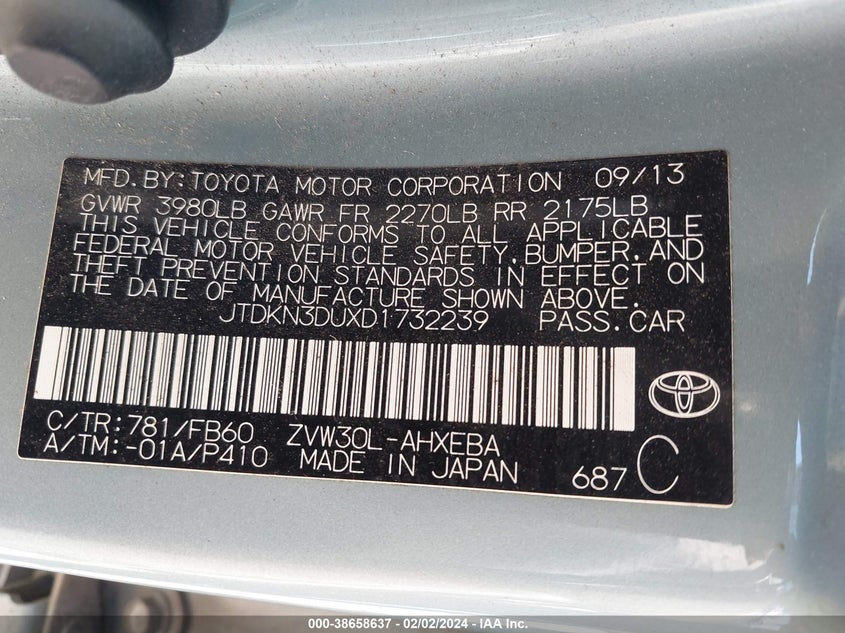 MFD.BY:TOYOTA MOTOR CORPORATION 09/13
GVWR 3980LB GAWR FR 2270LB RR 2175LB
THIS VEHICLE CONFORMS TO ALL APPLICABLE
FEDERAL MOTOR VEHICLE SAFETY,BUMPER,AND
THEFT PREVENTION STANDARDS IN EFFECT ON
THE DATE OF MANUFACTURE SHOWN ABOVE.
JTDKN3DUXD1732239 PASS.CAR
C/TR:781/FB60 ZVW30L-AHXEBA
A/TM:-01A/P410 MADE IN JAPAN 687 C
000-38658637 - 02/02/2024 - IAA Inc.